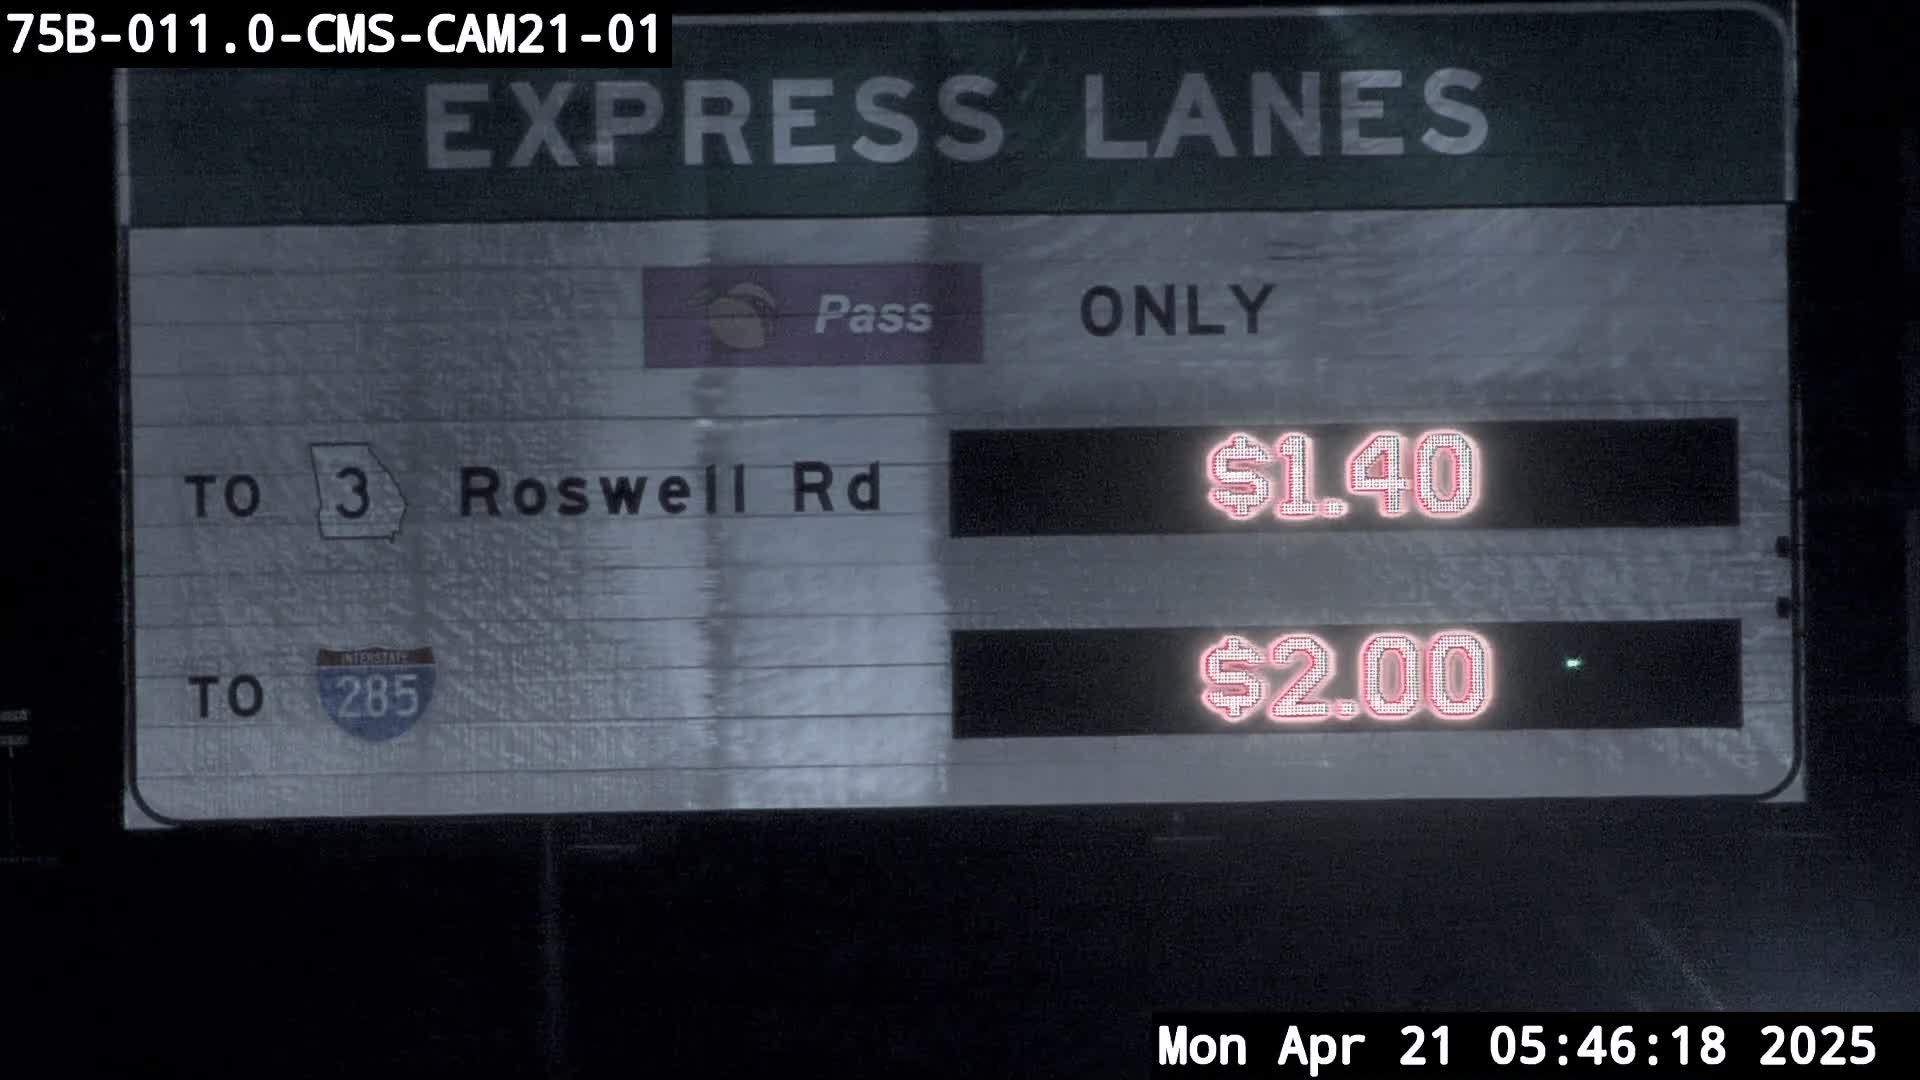 75B-011.0-CMS-CAM21-01
EXPRESS LANES
Pass ONLY
TO 3 Roswell Rd $1.40
TO INTERSTATE 285 $2.00
Mon Apr 21 05:46:18 2025